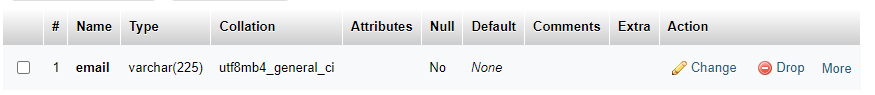 # Name Type Collation Attributes Null Default Comments Extra Action
1 email varchar(225) utf8mb4_general_ci No None Change Drop More